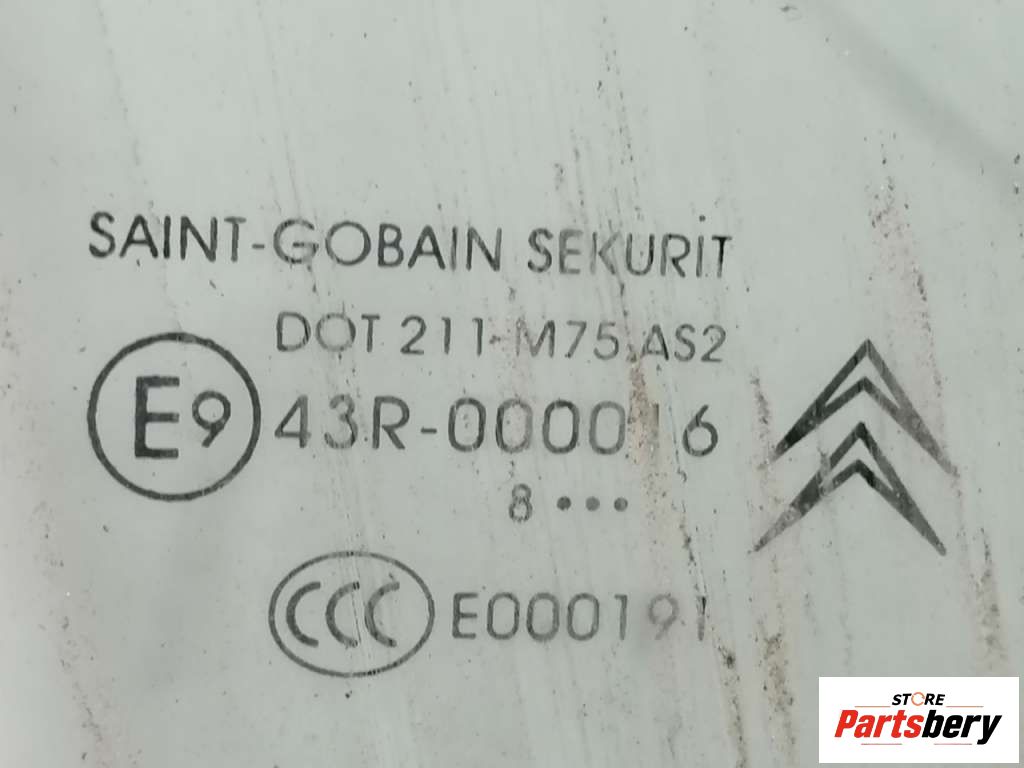 SAINT-GOBAIN SEKURIT
DOT 211-M75 AS2
E9 43R-000016
8 •••
CCC E000191
STORE
Partsbery